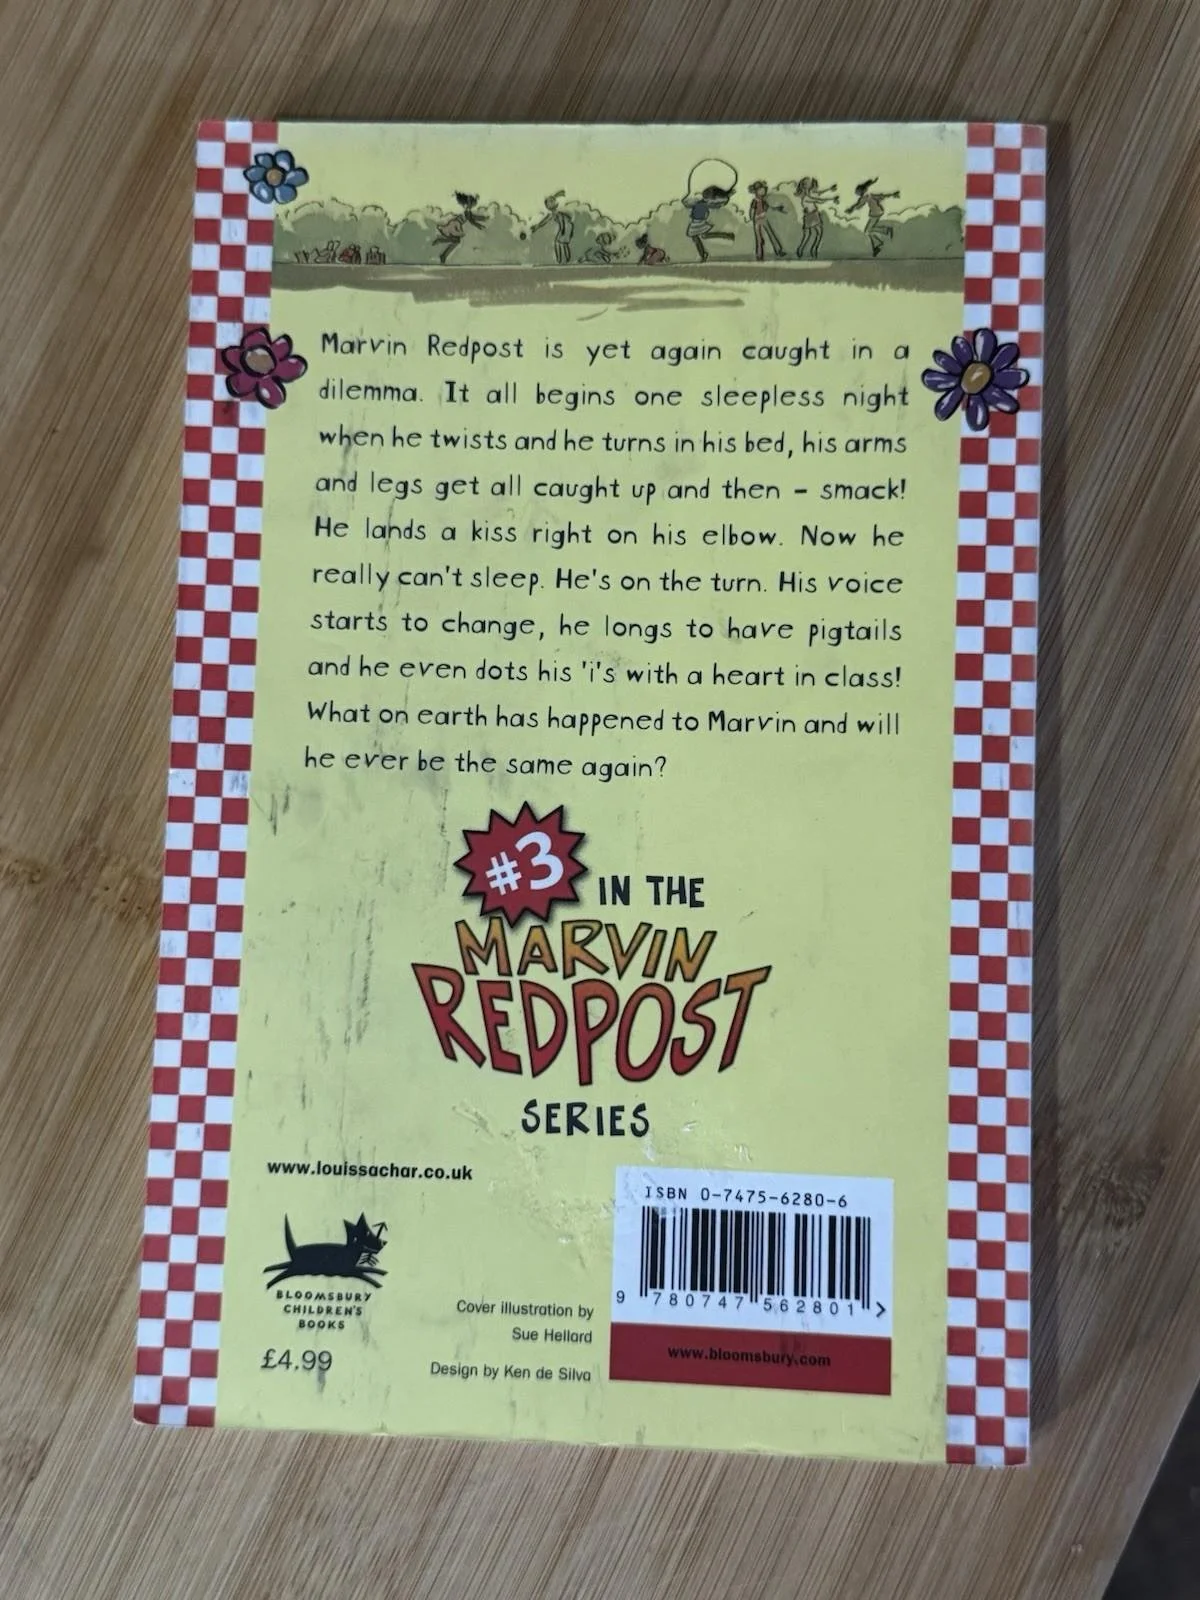 Marvin Redpost is yet again caught in a
dilemma. It all begins one sleepless night
when he twists and he turns in his bed, his arms
and legs get all caught up and then – smack!
He lands a kiss right on his elbow. Now he
really can't sleep. He's on the turn. His voice
starts to change, he longs to have pigtails
and he even dots his 'i's with a heart in class!
What on earth has happened to Marvin and will
he ever be the same again?
#3 IN THE
MARVIN
REDPOST
SERIES
www.louissachar.co.uk
BLOOMSBURY
CHILDREN'S
BOOKS
£4.99
Cover illustration by
Sue Hellard
Design by Ken de Silva
ISBN 0-7475-6280-6
9 780747 562801 >
www.bloomsbury.com